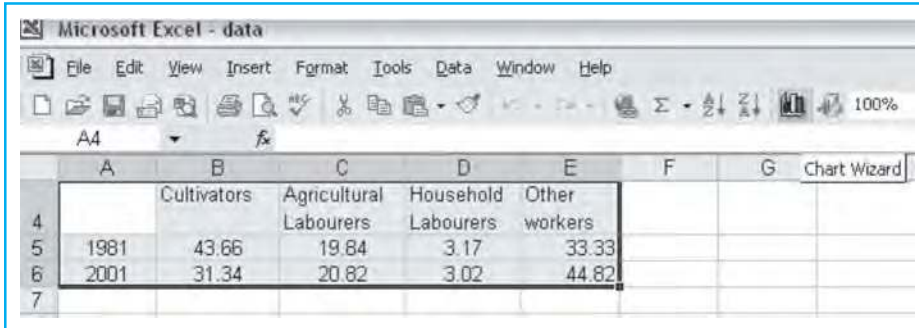 Microsoft Excel - data
File Edit View Insert Format Tools Data Window Help
100%
A4 fx
Chart Wizard
A B C D E F G
4 Cultivators Agricultural Labourers Household Labourers Other workers
5 1981 43.66 19.84 3.17 33.33
6 2001 31.34 20.82 3.02 44.82
7